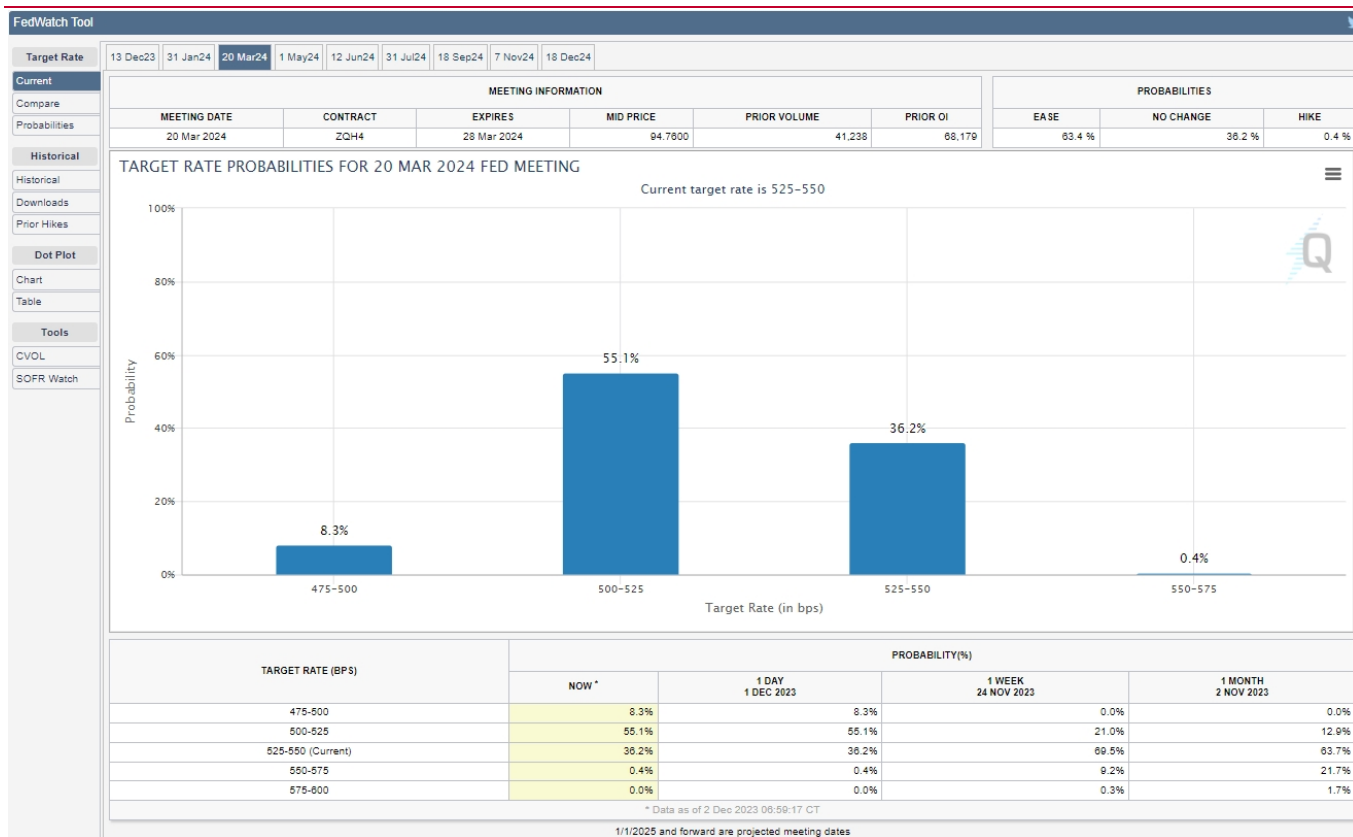 FedWatch Tool
Target Rate
Current
Compare
Probabilities
Historical
Historical
Downloads
Prior Hikes
Dot Plot
Chart
Table
Tools
CVOL
SOFR Watch
13 Dec23 31 Jan24 20 Mar24 1 May24 12 Jun24 31 Jul24 18 Sep24 7 Nov24 18 Dec24
MEETING INFORMATION
MEETING DATE CONTRACT EXPIRES MID PRICE PRIOR VOLUME PRIOR OI
20 Mar 2024 ZQH4 28 Mar 2024 94.7600 41,238 68,179
PROBABILITIES
EASE NO CHANGE HIKE
63.4 % 36.2 % 0.4 %
TARGET RATE PROBABILITIES FOR 20 MAR 2024 FED MEETING
Current target rate is 525-550
Q
Probability
100%
80%
60%
40%
20%
0%
8.3%
55.1%
36.2%
0.4%
475-500 500-525 525-550 550-575
Target Rate (in bps)
TARGET RATE (BPS) PROBABILITY(%)
NOW * 1 DAY 1 WEEK 1 MONTH
1 DEC 2023 24 NOV 2023 2 NOV 2023
475-500 8.3% 8.3% 0.0% 0.0%
500-525 55.1% 55.1% 21.0% 12.9%
525-550 (Current) 36.2% 36.2% 69.5% 63.7%
550-575 0.4% 0.4% 9.2% 21.7%
575-600 0.0% 0.0% 0.3% 1.7%
* Data as of 2 Dec 2023 06:59:17 CT
1/1/2025 and forward are projected meeting dates